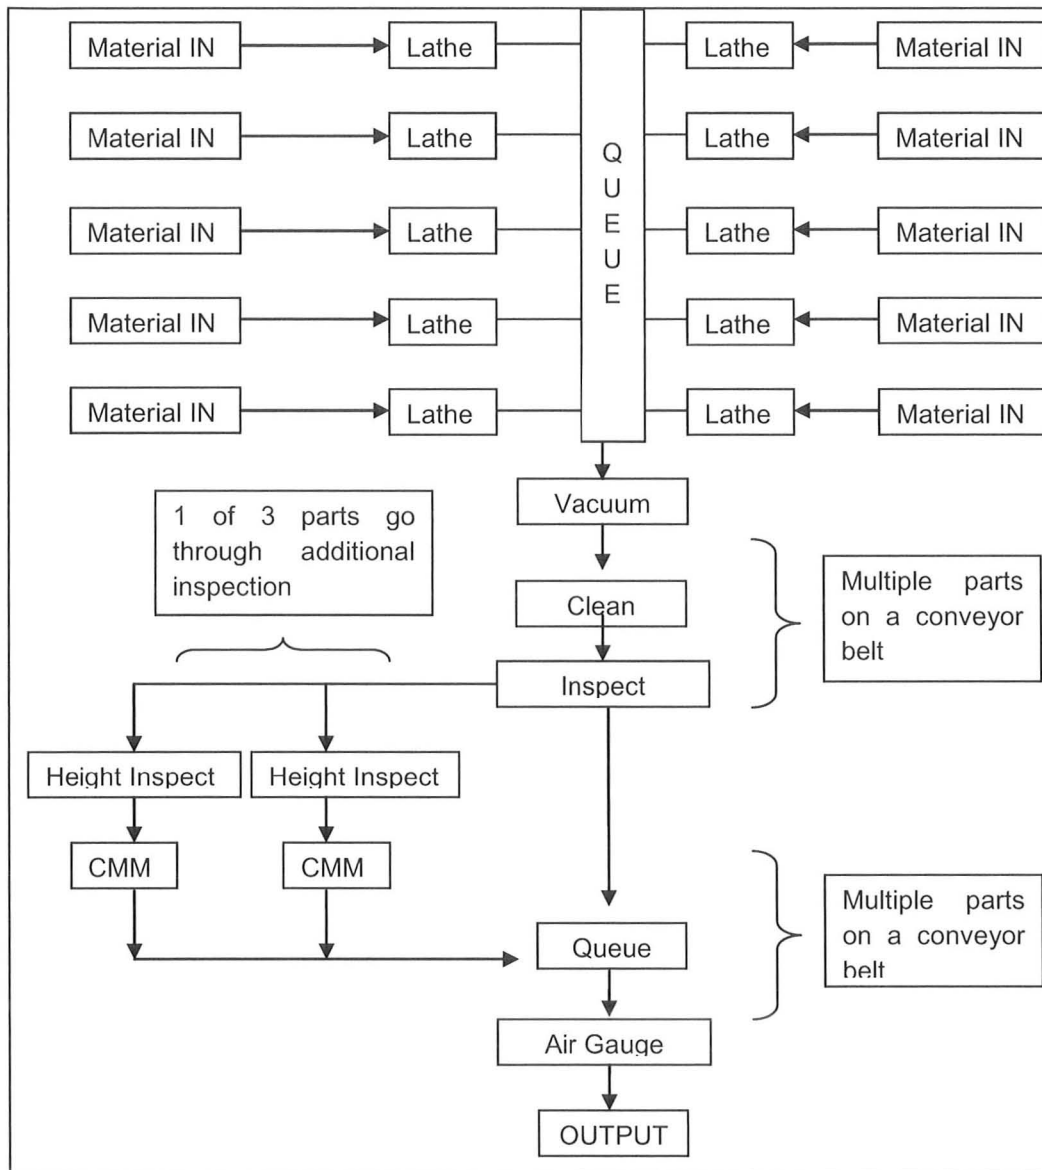 Material IN Lathe Lathe Material IN
Material IN Lathe Lathe Material IN
Material IN Lathe Lathe Material IN
Material IN Lathe Lathe Material IN
Material IN Lathe Lathe Material IN
Q
U
E
U
E
Vacuum
1 of 3 parts go
through additional
inspection
Clean
Multiple parts
on a conveyor
belt
Inspect
Height Inspect Height Inspect
CMM CMM
Multiple parts
on a conveyor
belt
Queue
Air Gauge
OUTPUT